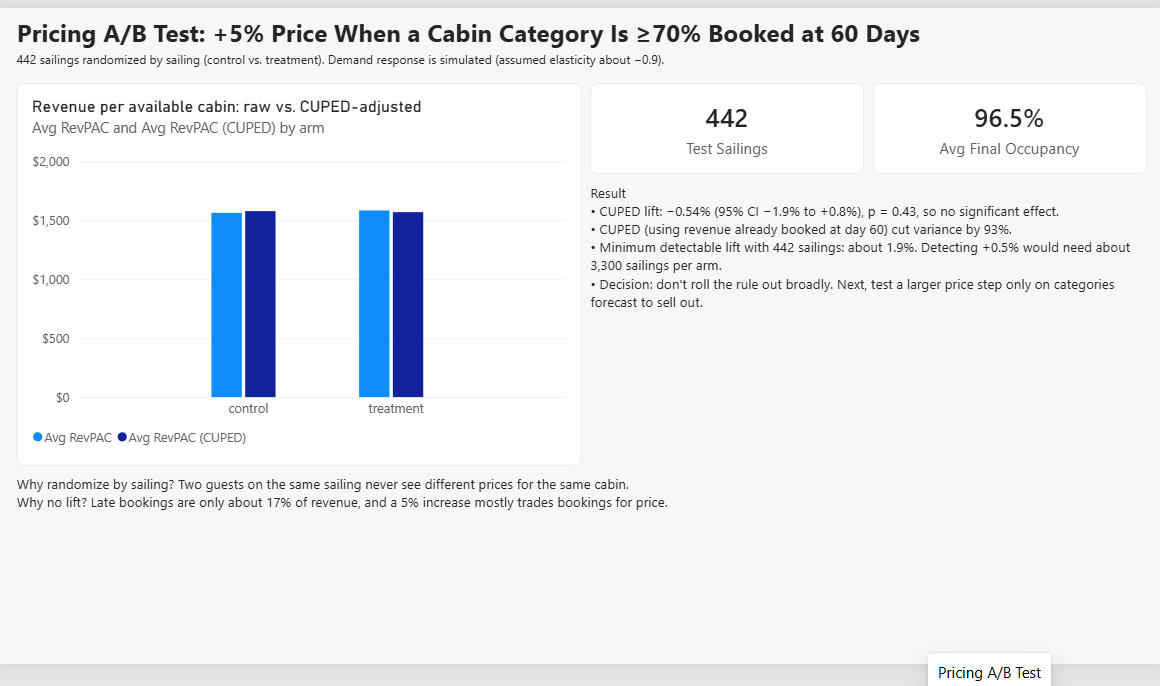 Pricing A/B Test: +5% Price When a Cabin Category Is ≥70% Booked at 60 Days
442 sailings randomized by sailing (control vs. treatment). Demand response is simulated (assumed elasticity about −0.9).
Revenue per available cabin: raw vs. CUPED-adjusted
Avg RevPAC and Avg RevPAC (CUPED) by arm
$2,000
$1,500
$1,000
$500
$0
control
treatment
Avg RevPAC
Avg RevPAC (CUPED)
442
Test Sailings
96.5%
Avg Final Occupancy
Result
• CUPED lift: −0.54% (95% CI −1.9% to +0.8%), p = 0.43, so no significant effect.
• CUPED (using revenue already booked at day 60) cut variance by 93%.
• Minimum detectable lift with 442 sailings: about 1.9%. Detecting +0.5% would need about
3,300 sailings per arm.
• Decision: don't roll the rule out broadly. Next, test a larger price step only on categories
forecast to sell out.
Why randomize by sailing? Two guests on the same sailing never see different prices for the same cabin.
Why no lift? Late bookings are only about 17% of revenue, and a 5% increase mostly trades bookings for price.
Pricing A/B Test